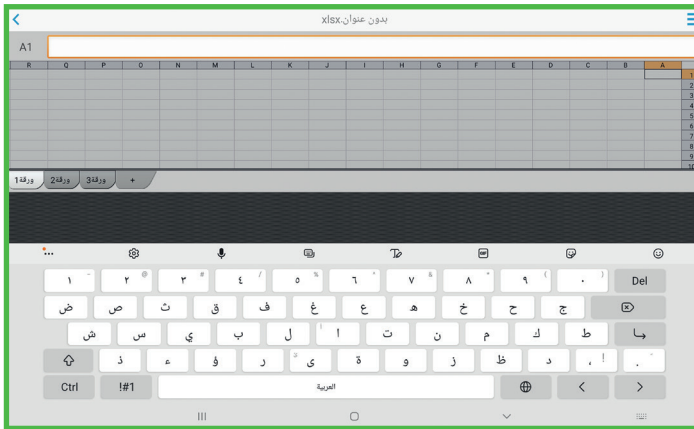 بدون عنوان.xlsx
A1
R Q P O N M L K J I H G F E D C B A
1
2
3
4
5
6
7
8
9
10
ورقة1 ورقة2 ورقة3 +
GIF
١ - ٢ @ ٣ # ٤ / ٥ % ٦ ' ٧ & ٨ * ٩ ( ٠ ) Del
ض ص ث ق ف غ ع ه خ ح ج
ش س ي ب ل ا ت ن م ك ط
ذ ء ؤ ر ى ة و ز ظ د ، ! .
Ctrl !#1 العربية < >